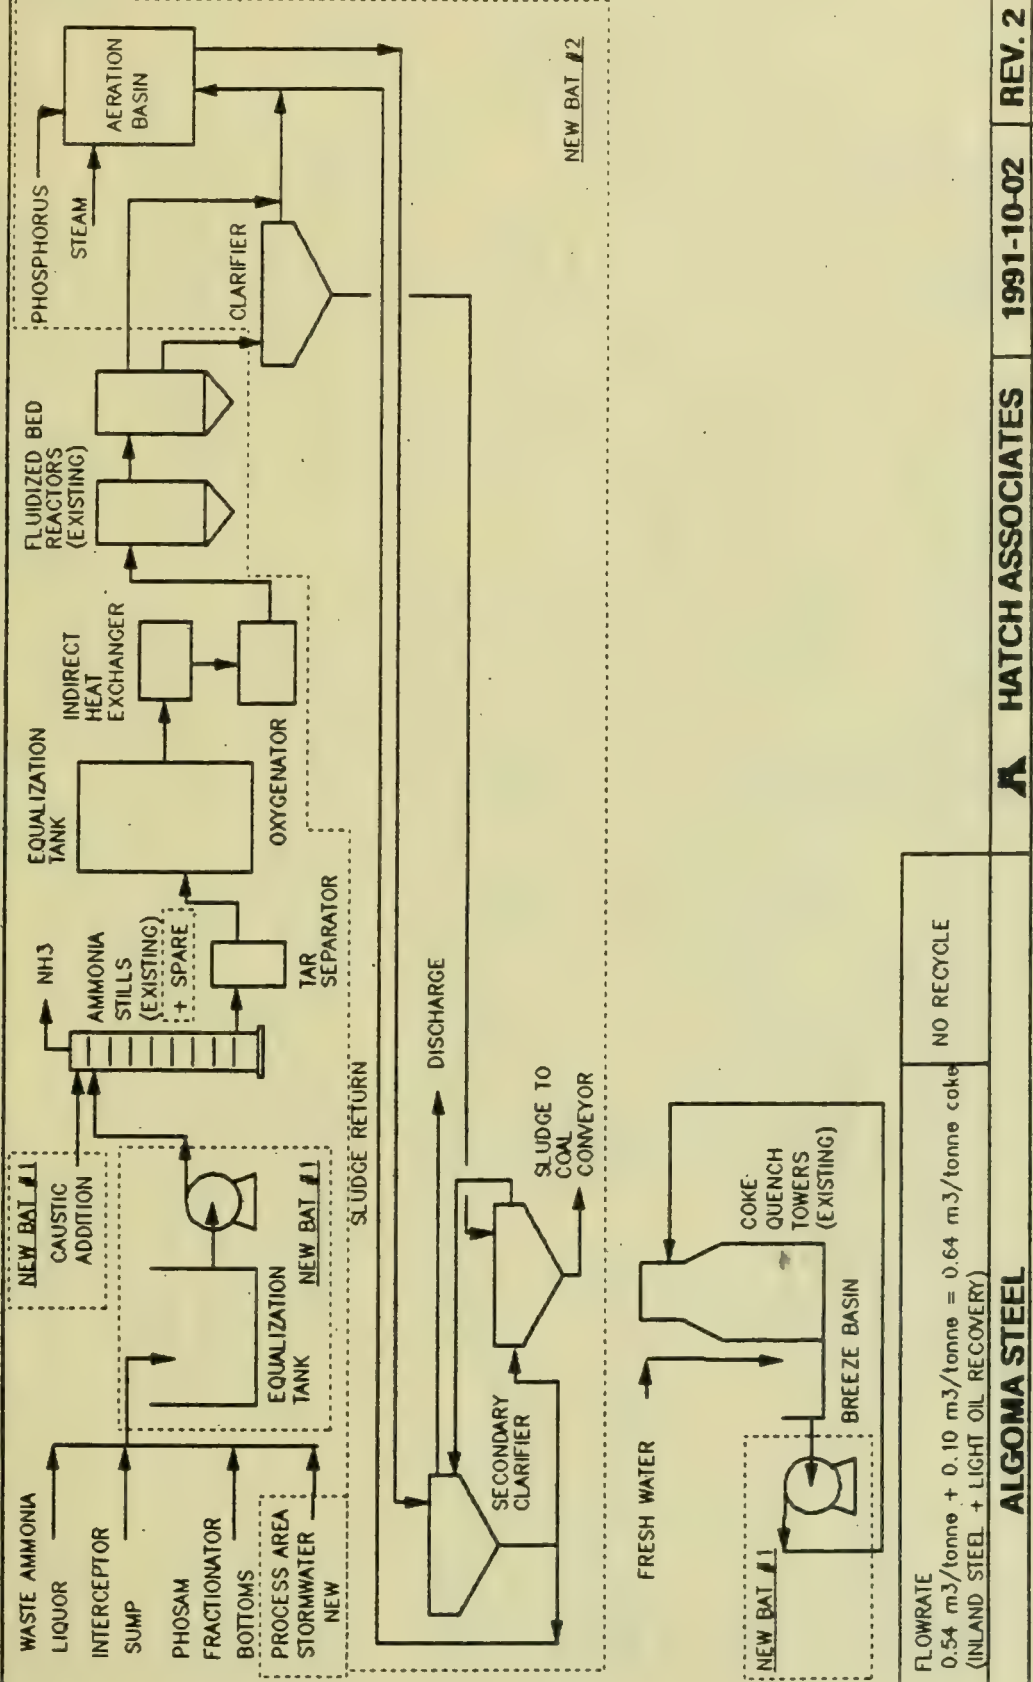 WASTE AMMONIA
LIQUOR
INTERCEPTOR
SUMP
PHOSAM
FRACTIONATOR
BOTTOMS
PROCESS AREA
STORMWATER
NEW
NEW BAT #1
CAUSTIC
ADDITION
EQUALIZATION
TANK
NEW BAT #1
NH3
AMMONIA
STILLS
(EXISTING)
+ SPARE
TAR
SEPARATOR
EQUALIZATION
TANK
INDIRECT
HEAT
EXCHANGER
OXYGENATOR
FLUIDIZED BED
REACTORS
(EXISTING)
CLARIFIER
PHOSPHORUS
STEAM
AERATION
BASIN
NEW BAT #2
SLUDGE RETURN
DISCHARGE
SECONDARY
CLARIFIER
SLUDGE TO
COAL
CONVEYOR
FRESH WATER
COKE
QUENCH
TOWERS
(EXISTING)
BREEZE BASIN
NEW BAT #1
FLOWRATE
0.54 m3/tonne + 0.10 m3/tonne = 0.64 m3/tonne coke
(INLAND STEEL + LIGHT OIL RECOVERY)
NO RECYCLE
ALGOMA STEEL
HATCH ASSOCIATES
1991-10-02
REV. 2